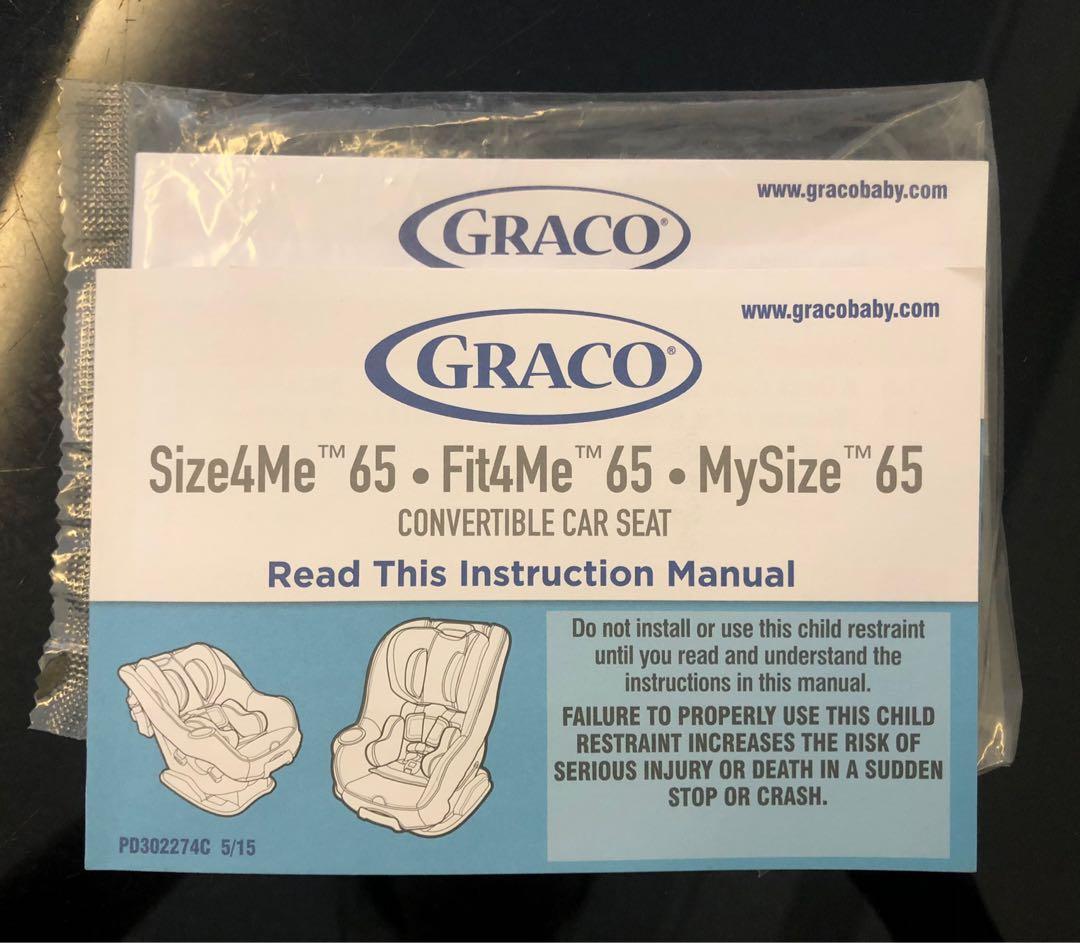 www.gracobaby.com
GRACO®
www.gracobaby.com
GRACO®
Size4Me™ 65 • Fit4Me™ 65 • MySize™ 65
CONVERTIBLE CAR SEAT
Read This Instruction Manual
Do not install or use this child restraint
until you read and understand the
instructions in this manual.
FAILURE TO PROPERLY USE THIS CHILD
RESTRAINT INCREASES THE RISK OF
SERIOUS INJURY OR DEATH IN A SUDDEN
STOP OR CRASH.
PD302274C 5/15